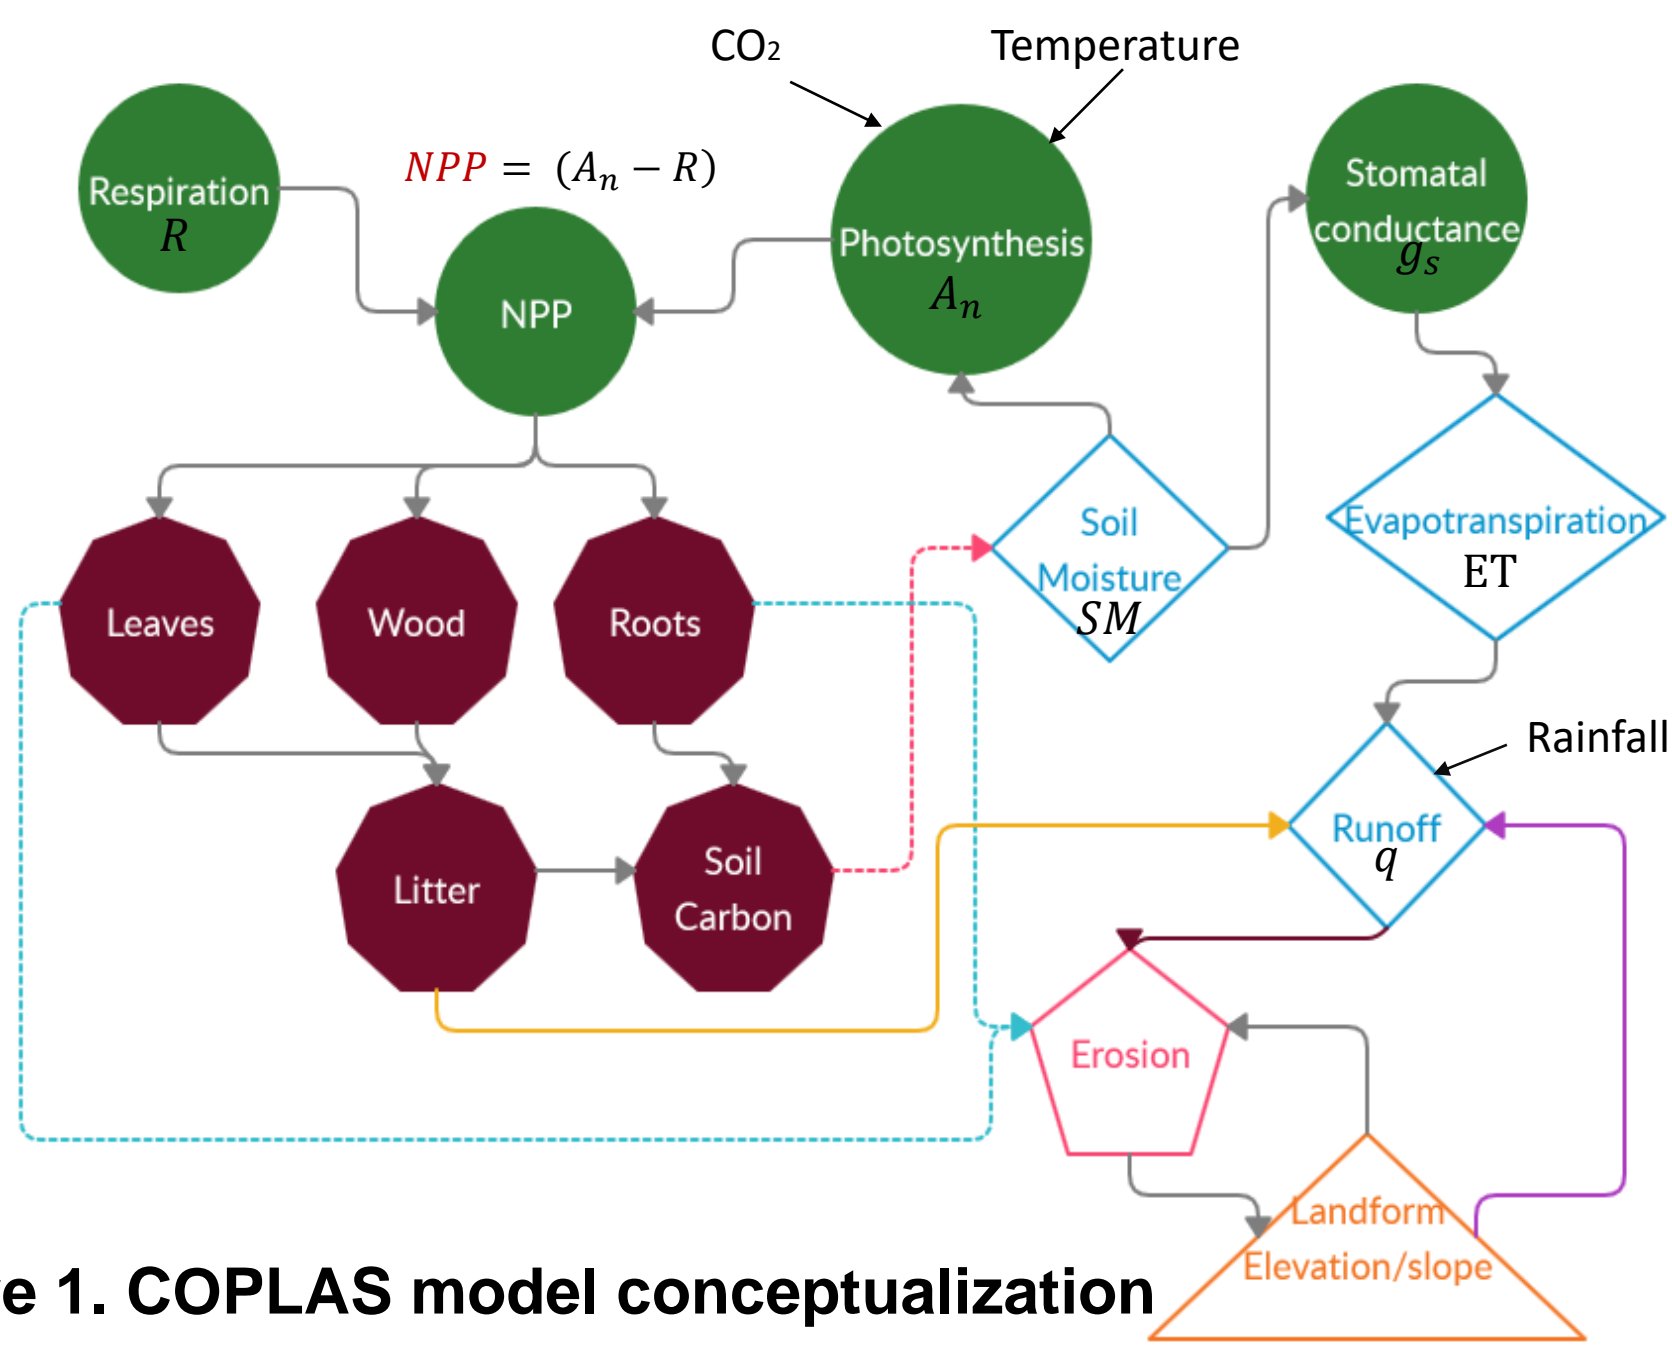 CO₂
Temperature
Respiration
R
NPP = (Aₙ − R)
NPP
Photosynthesis
Aₙ
Stomatal
conductance
gₛ
Leaves
Wood
Roots
Soil
Moisture
SM
Evapotranspiration
ET
Rainfall
Runoff
q
Litter
Soil
Carbon
Erosion
Landform
Elevation/slope
e 1. COPLAS model conceptualization